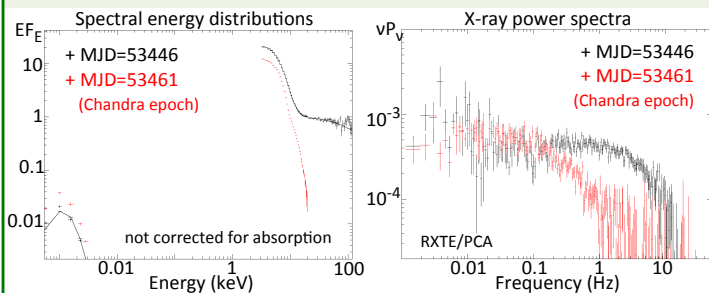 Spectral energy distributions
EF_E
+ MJD=53446
+ MJD=53461
(Chandra epoch)
10
1
0.1
0.01
not corrected for absorption
0.01
1
100
Energy (keV)
X-ray power spectra
νP_ν
+ MJD=53446
+ MJD=53461
(Chandra epoch)
10⁻³
10⁻⁴
RXTE/PCA
0.01
0.1
1
10
Frequency (Hz)